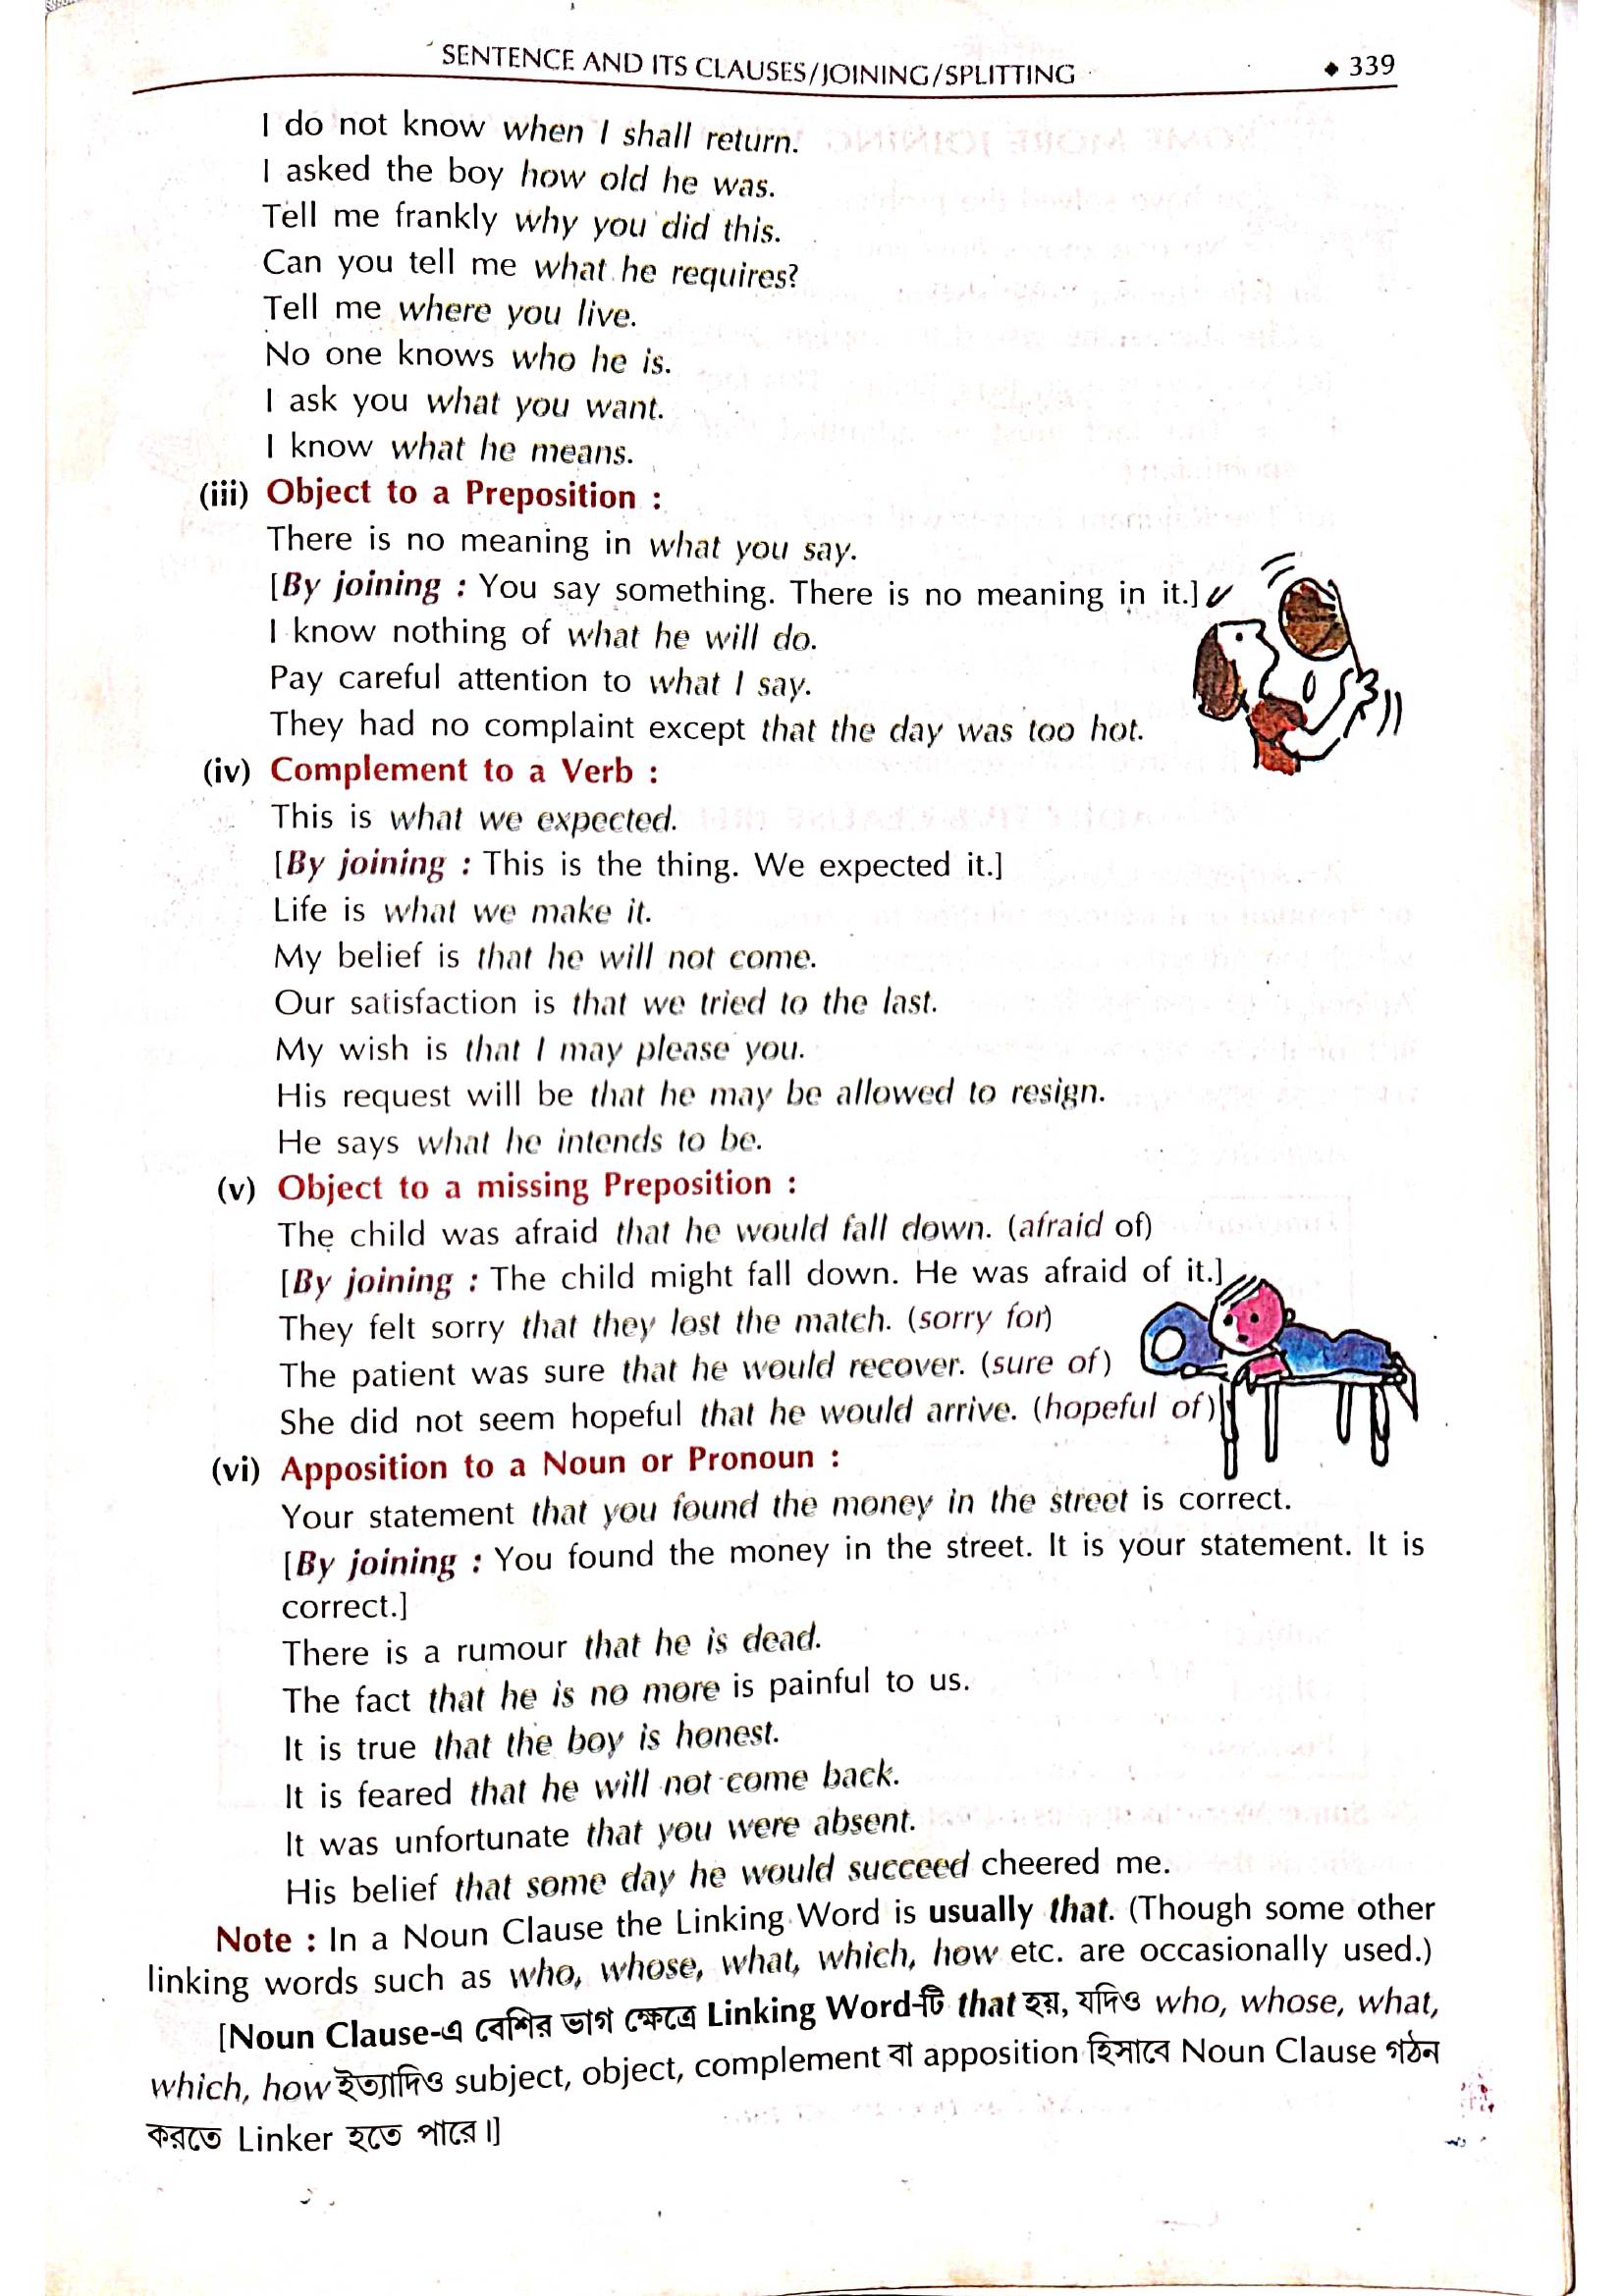 SENTENCE AND ITS CLAUSES/JOINING/SPLITTING ◆ 339
I do not know when I shall return.
I asked the boy how old he was.
Tell me frankly why you did this.
Can you tell me what he requires?
Tell me where you live.
No one knows who he is.
I ask you what you want.
I know what he means.
(iii) Object to a Preposition :
There is no meaning in what you say.
[By joining : You say something. There is no meaning in it.]
I know nothing of what he will do.
Pay careful attention to what I say.
They had no complaint except that the day was too hot.
(iv) Complement to a Verb :
This is what we expected.
[By joining : This is the thing. We expected it.]
Life is what we make it.
My belief is that he will not come.
Our satisfaction is that we tried to the last.
My wish is that I may please you.
His request will be that he may be allowed to resign.
He says what he intends to be.
(v) Object to a missing Preposition :
The child was afraid that he would fall down. (afraid of)
[By joining : The child might fall down. He was afraid of it.]
They felt sorry that they lost the match. (sorry for)
The patient was sure that he would recover. (sure of)
She did not seem hopeful that he would arrive. (hopeful of)
(vi) Apposition to a Noun or Pronoun :
Your statement that you found the money in the street is correct.
[By joining : You found the money in the street. It is your statement. It is
correct.]
There is a rumour that he is dead.
The fact that he is no more is painful to us.
It is true that the boy is honest.
It is feared that he will not come back.
It was unfortunate that you were absent.
His belief that some day he would succeed cheered me.
Note : In a Noun Clause the Linking Word is usually that. (Though some other
linking words such as who, whose, what, which, how etc. are occasionally used.)
[Noun Clause-এ বেশির ভাগ ক্ষেত্রে Linking Word-টি that হয়, যদিও who, whose, what,
which, how ইত্যাদিও subject, object, complement বা apposition হিসাবে Noun Clause গঠন
করতে Linker হতে পারে।]